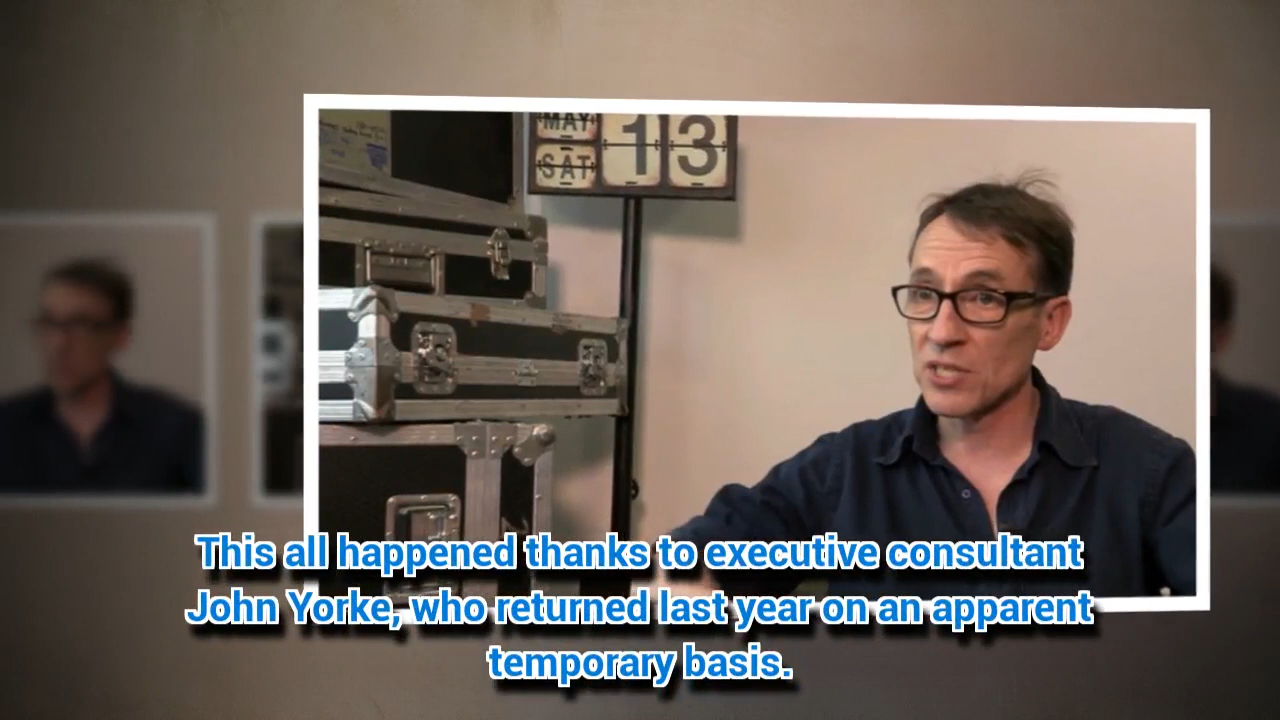 MAY
13
SAT
This all happened thanks to executive consultant
John Yorke, who returned last year on an apparent
temporary basis.